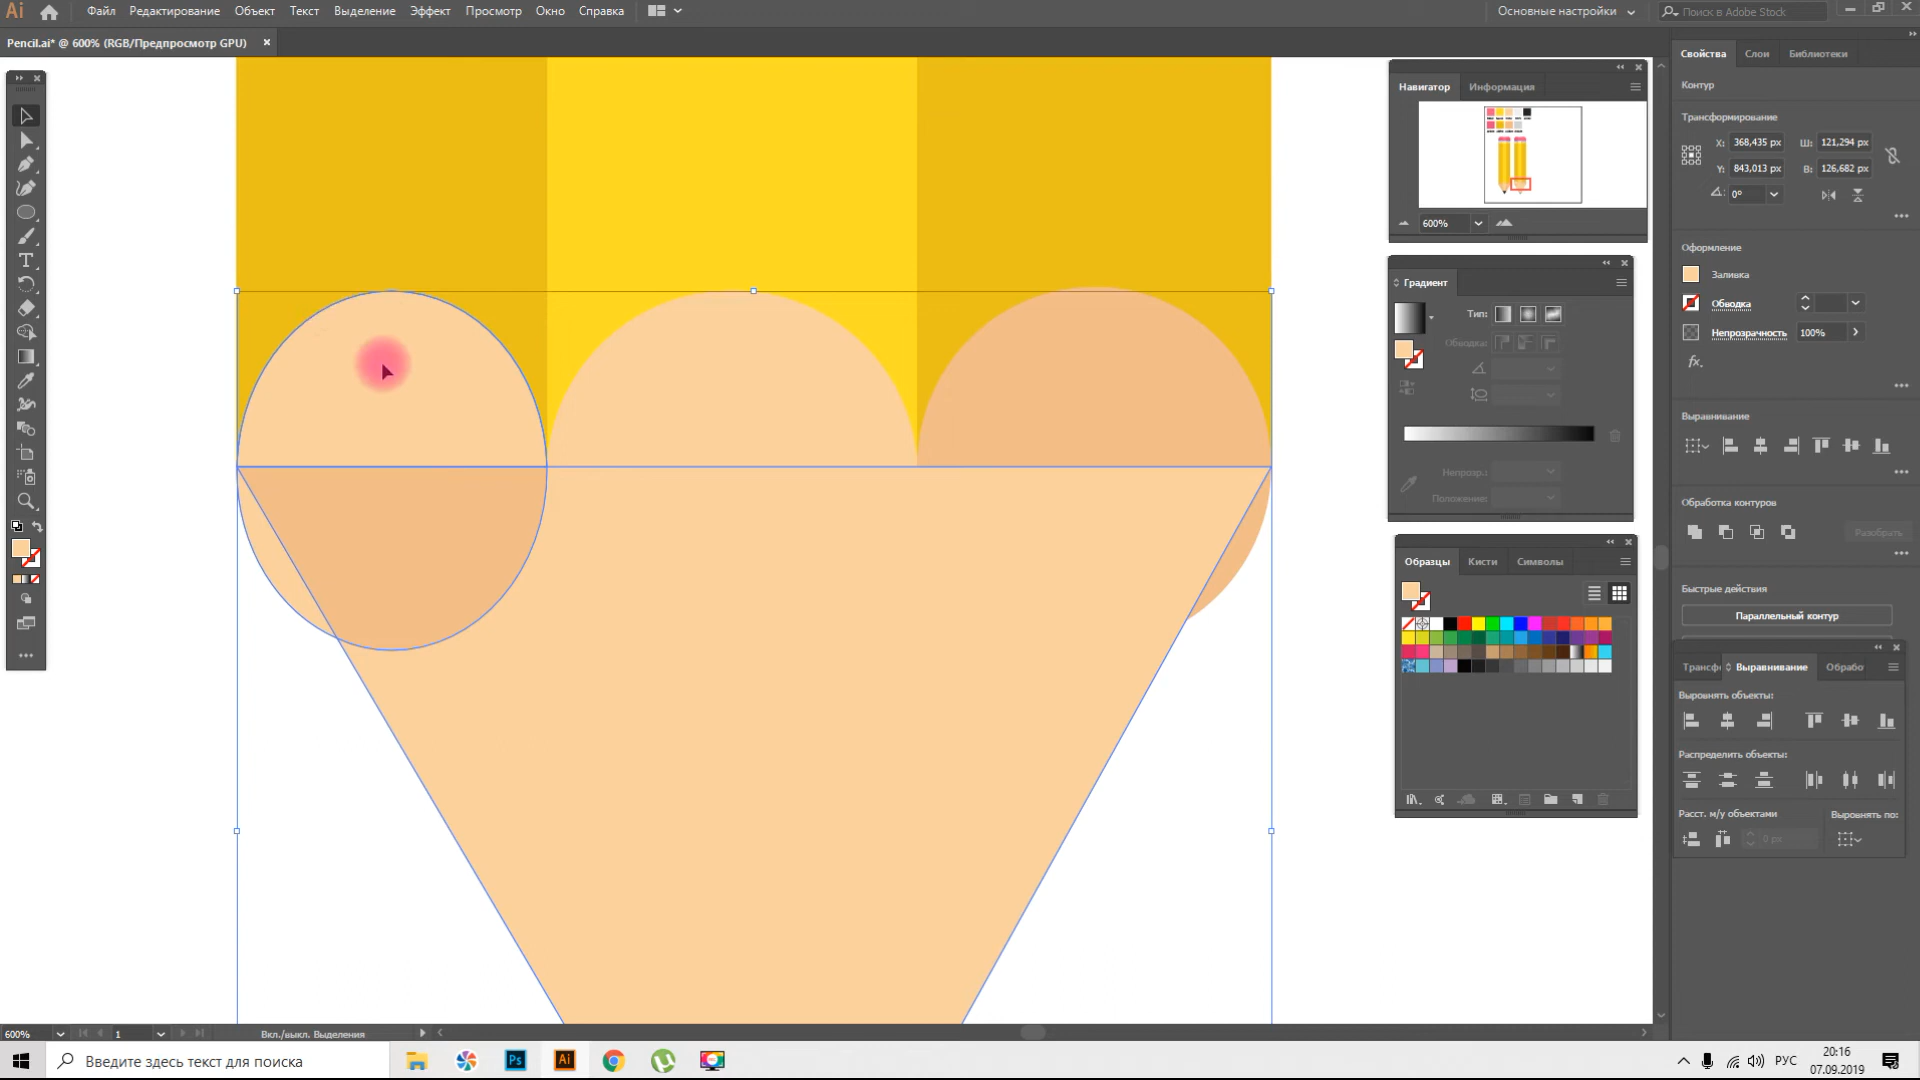 Ai
Файл Редактирование Объект Текст Выделение Эффект Просмотр Окно Справка
Основные настройки
Поиск в Adobe Stock
Pencil.ai* @ 600% (RGB/Предпросмотр GPU) ×
Свойства Слои Библиотеки
Контур
Трансформирование
X: 368,435 px Ш: 121,294 px
Y: 843,013 px В: 126,682 px
0°
Оформление
Заливка
Обводка
Непрозрачность 100%
fx.
Выравнивание
Обработка контуров
Разобрать
Быстрые действия
Параллельный контур
Навигатор Информация
600%
Градиент
Тип:
Обводка:
Непрозр.:
Положение:
Образцы Кисти Символы
Трансф Выравнивание Обрабо
Выровнять объекты:
Распределить объекты:
Расст. м/у объектами Выровнять по:
0 px
600% 1 Вкл./выкл. Выделения
Введите здесь текст для поиска
Ps
Ai
РУС
20:16
07.09.2019